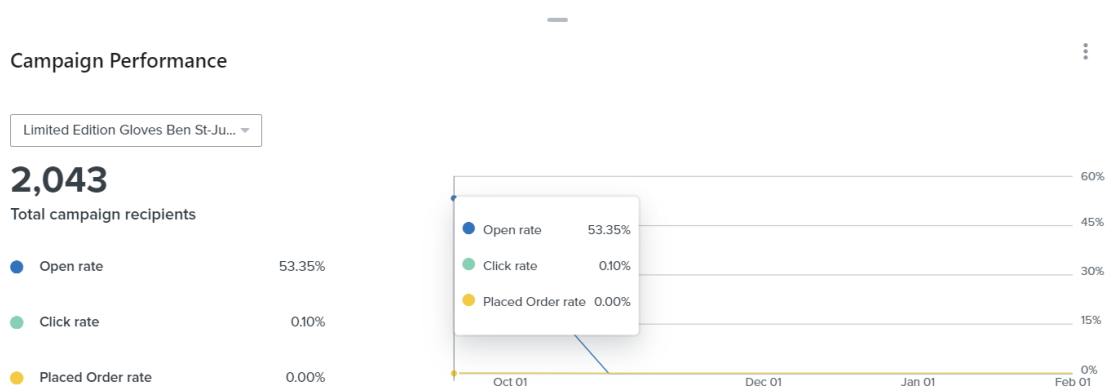 Campaign Performance
Limited Edition Gloves Ben St-Ju...
2,043
Total campaign recipients
Open rate 53.35%
Click rate 0.10%
Placed Order rate 0.00%
Open rate 53.35%
Click rate 0.10%
Placed Order rate 0.00%
60%
45%
30%
15%
0%
Oct 01 Dec 01 Jan 01 Feb 01